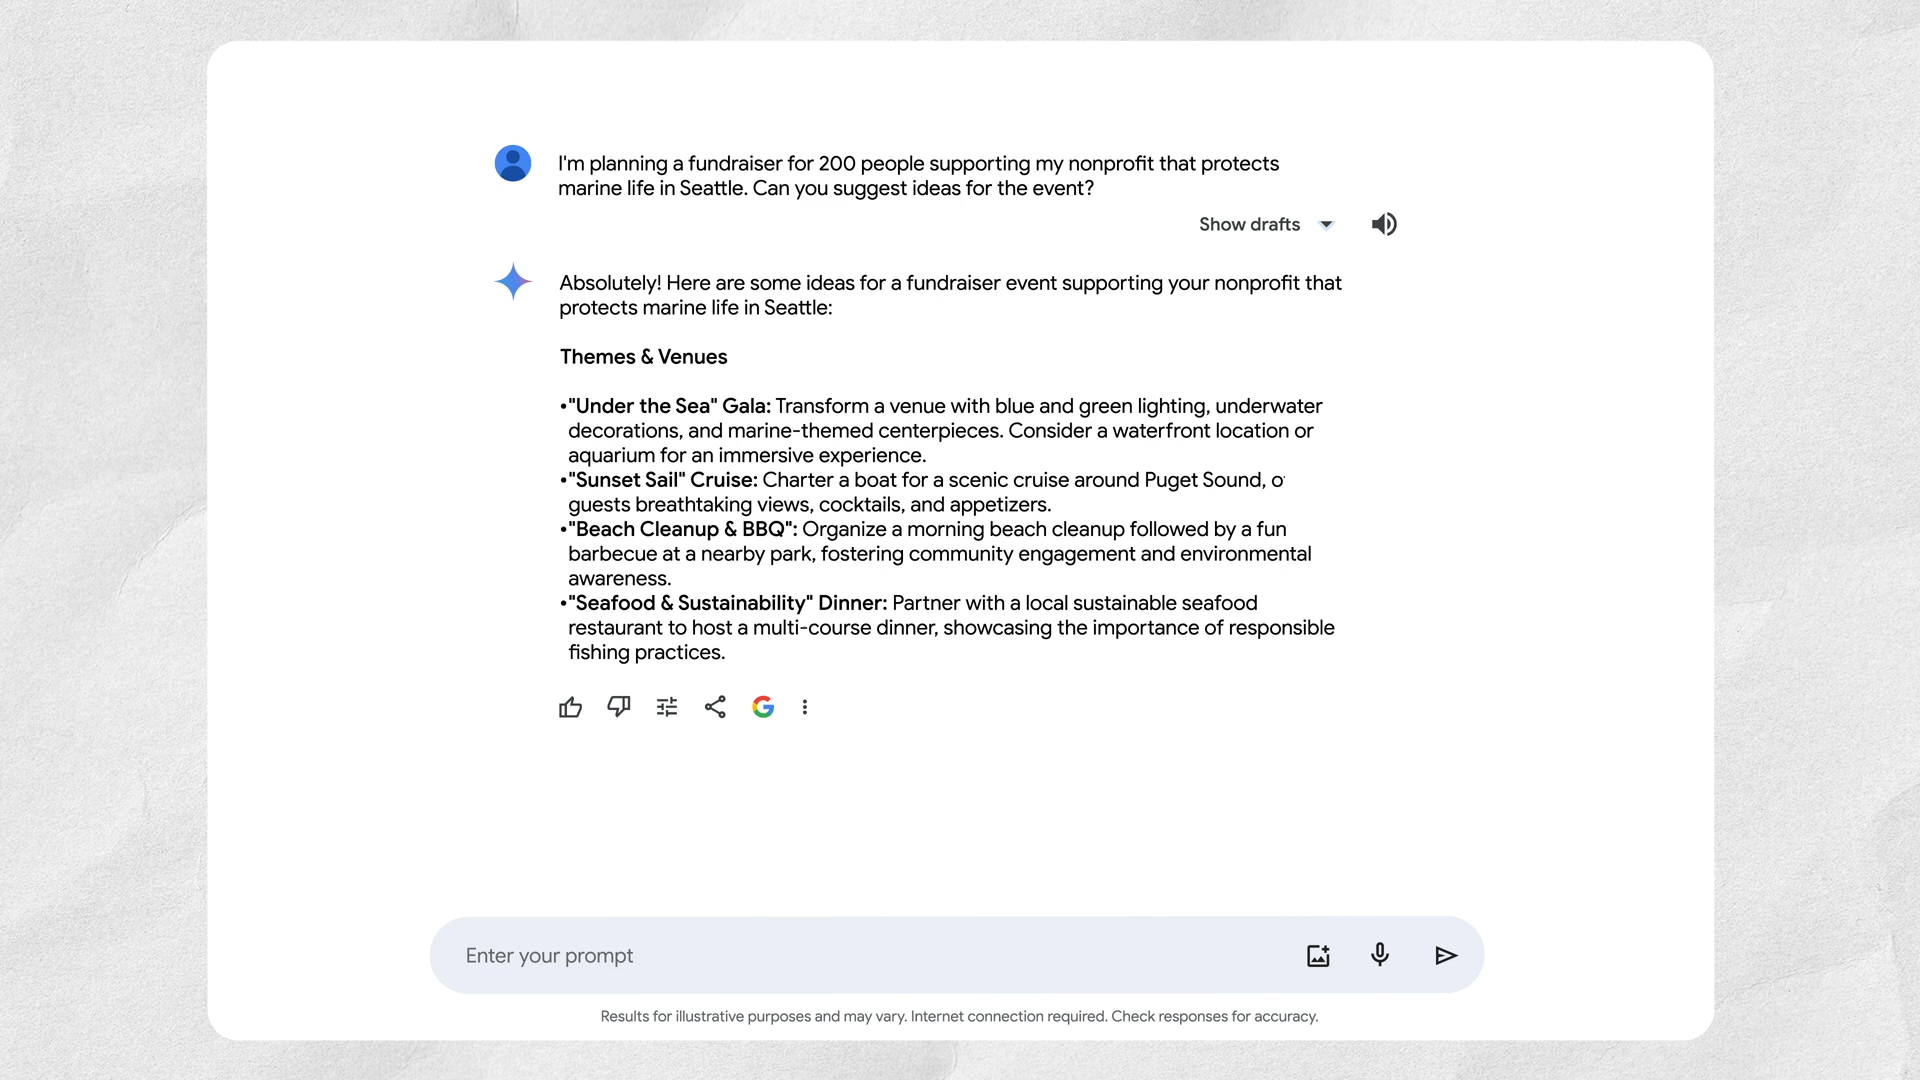 I'm planning a fundraiser for 200 people supporting my nonprofit that protects
marine life in Seattle. Can you suggest ideas for the event?
Show drafts
Absolutely! Here are some ideas for a fundraiser event supporting your nonprofit that
protects marine life in Seattle:
Themes & Venues
•"Under the Sea" Gala: Transform a venue with blue and green lighting, underwater
decorations, and marine-themed centerpieces. Consider a waterfront location or
aquarium for an immersive experience.
•"Sunset Sail" Cruise: Charter a boat for a scenic cruise around Puget Sound,
guests breathtaking views, cocktails, and appetizers.
•"Beach Cleanup & BBQ": Organize a morning beach cleanup followed by a fun
barbecue at a nearby park, fostering community engagement and environmental
awareness.
•"Seafood & Sustainability" Dinner: Partner with a local sustainable seafood
restaurant to host a multi-course dinner, showcasing the importance of responsible
fishing practices.
Enter your prompt
Results for illustrative purposes and may vary. Internet connection required. Check responses for accuracy.